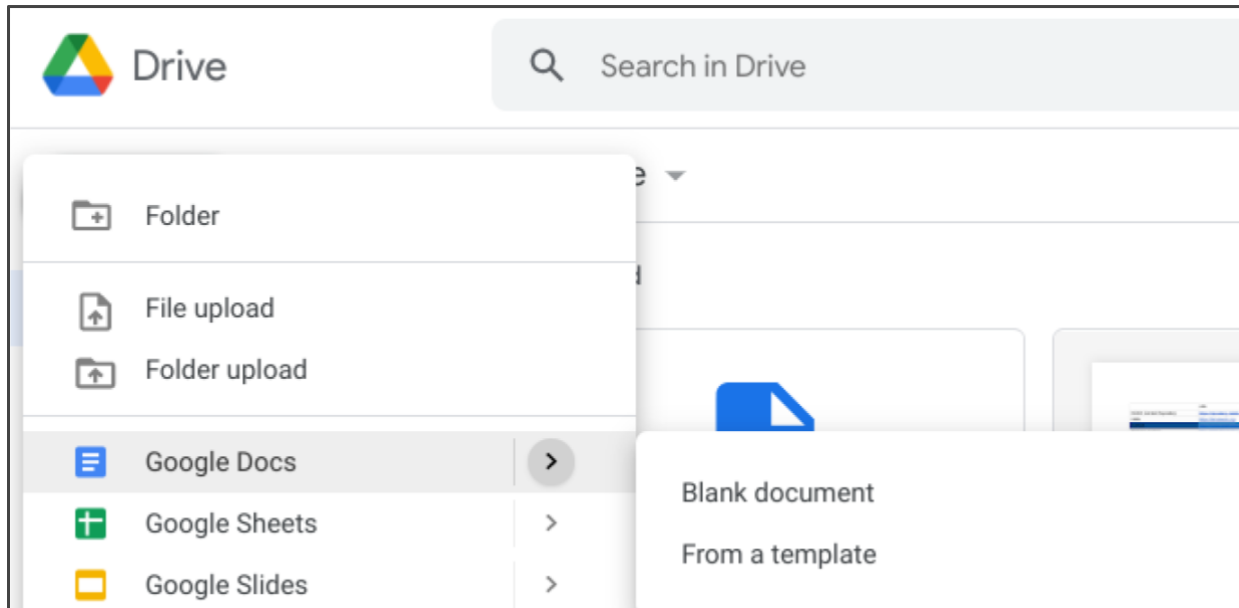 Drive
Search in Drive
Folder
File upload
Folder upload
Google Docs
Google Sheets
Google Slides
Blank document
From a template